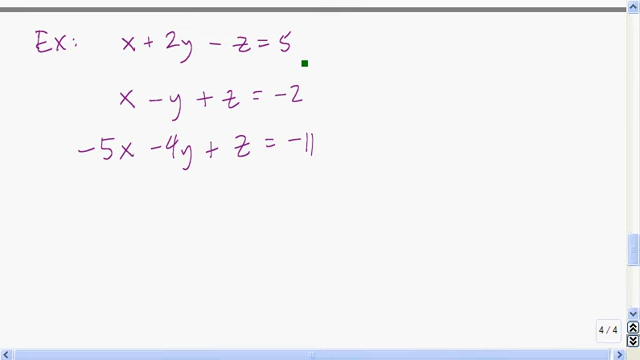 Ex: x + 2y - z = 5
x - y + z = -2
-5x - 4y + z = -11
4 / 4